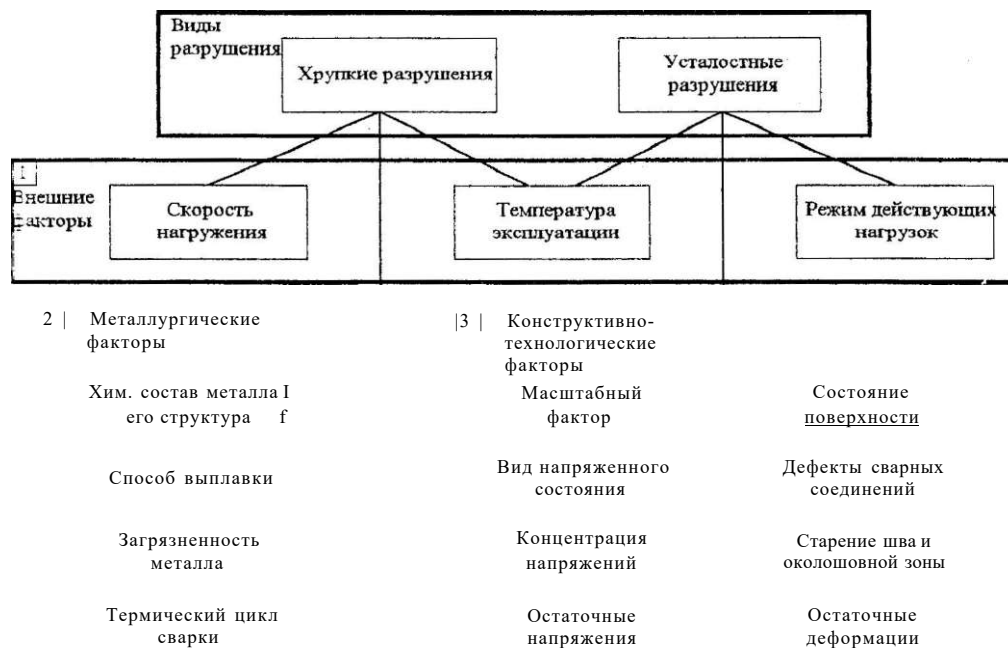 Виды
разрушения
Хрупкие разрушения
Усталостные
разрушения
1
Внешние
факторы
Скорость
нагружения
Температура
эксплуатации
Режим действующих
нагрузок
2 | Металлургические
факторы
|3 | Конструктивно-
технологические
факторы
Хим. состав металла I
его структура f
Масштабный
фактор
Состояние
поверхности
Способ выплавки
Вид напряженного
состояния
Дефекты сварных
соединений
Загрязненность
металла
Концентрация
напряжений
Старение шва и
околошовной зоны
Термический цикл
сварки
Остаточные
напряжения
Остаточные
деформации